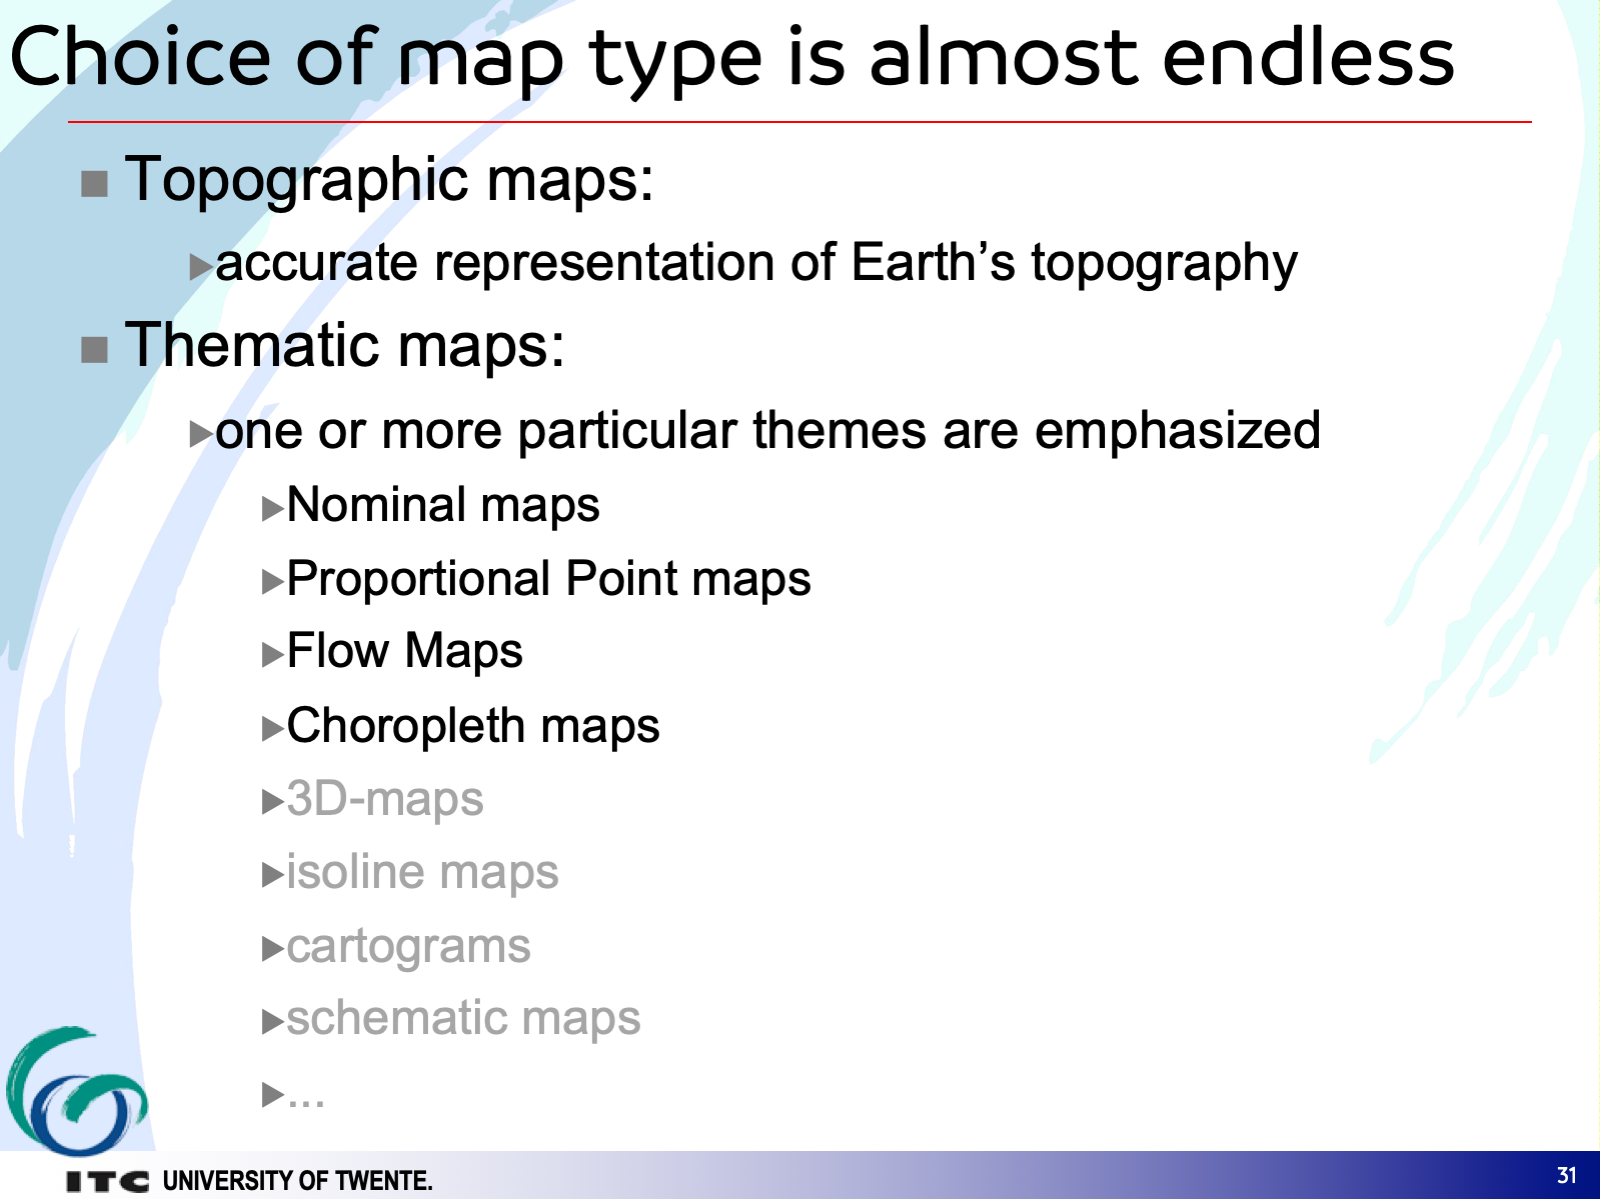 Choice of map type is almost endless
Topographic maps:
accurate representation of Earth’s topography
Thematic maps:
one or more particular themes are emphasized
Nominal maps
Proportional Point maps
Flow Maps
Choropleth maps
3D-maps
isoline maps
cartograms
schematic maps
...
ITC UNIVERSITY OF TWENTE.
31